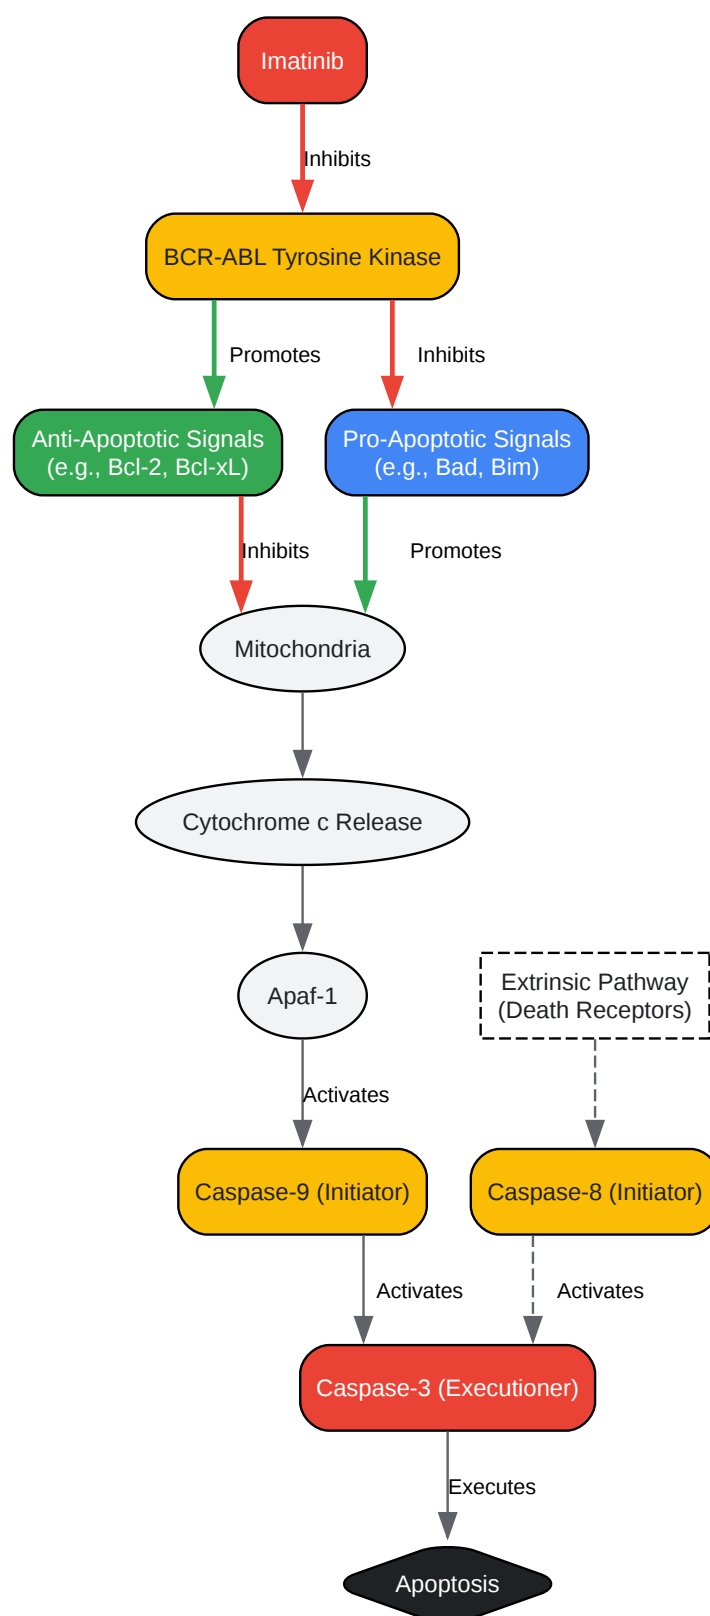 Imatinib
Inhibits
BCR-ABL Tyrosine Kinase
Promotes
Inhibits
Anti-Apoptotic Signals
(e.g., Bcl-2, Bcl-xL)
Pro-Apoptotic Signals
(e.g., Bad, Bim)
Inhibits
Promotes
Mitochondria
Cytochrome c Release
Apaf-1
Extrinsic Pathway
(Death Receptors)
Activates
Caspase-9 (Initiator)
Caspase-8 (Initiator)
Activates
Activates
Caspase-3 (Executioner)
Executes
Apoptosis